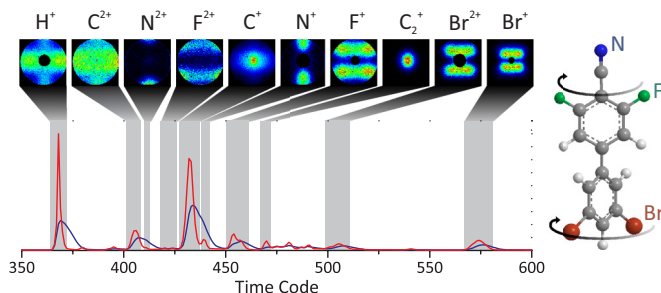 H⁺ C²⁺ N²⁺ F²⁺ C⁺ N⁺ F⁺ C₂⁺ Br²⁺ Br⁺
N
F
Br
350 400 450 500 550 600
Time Code